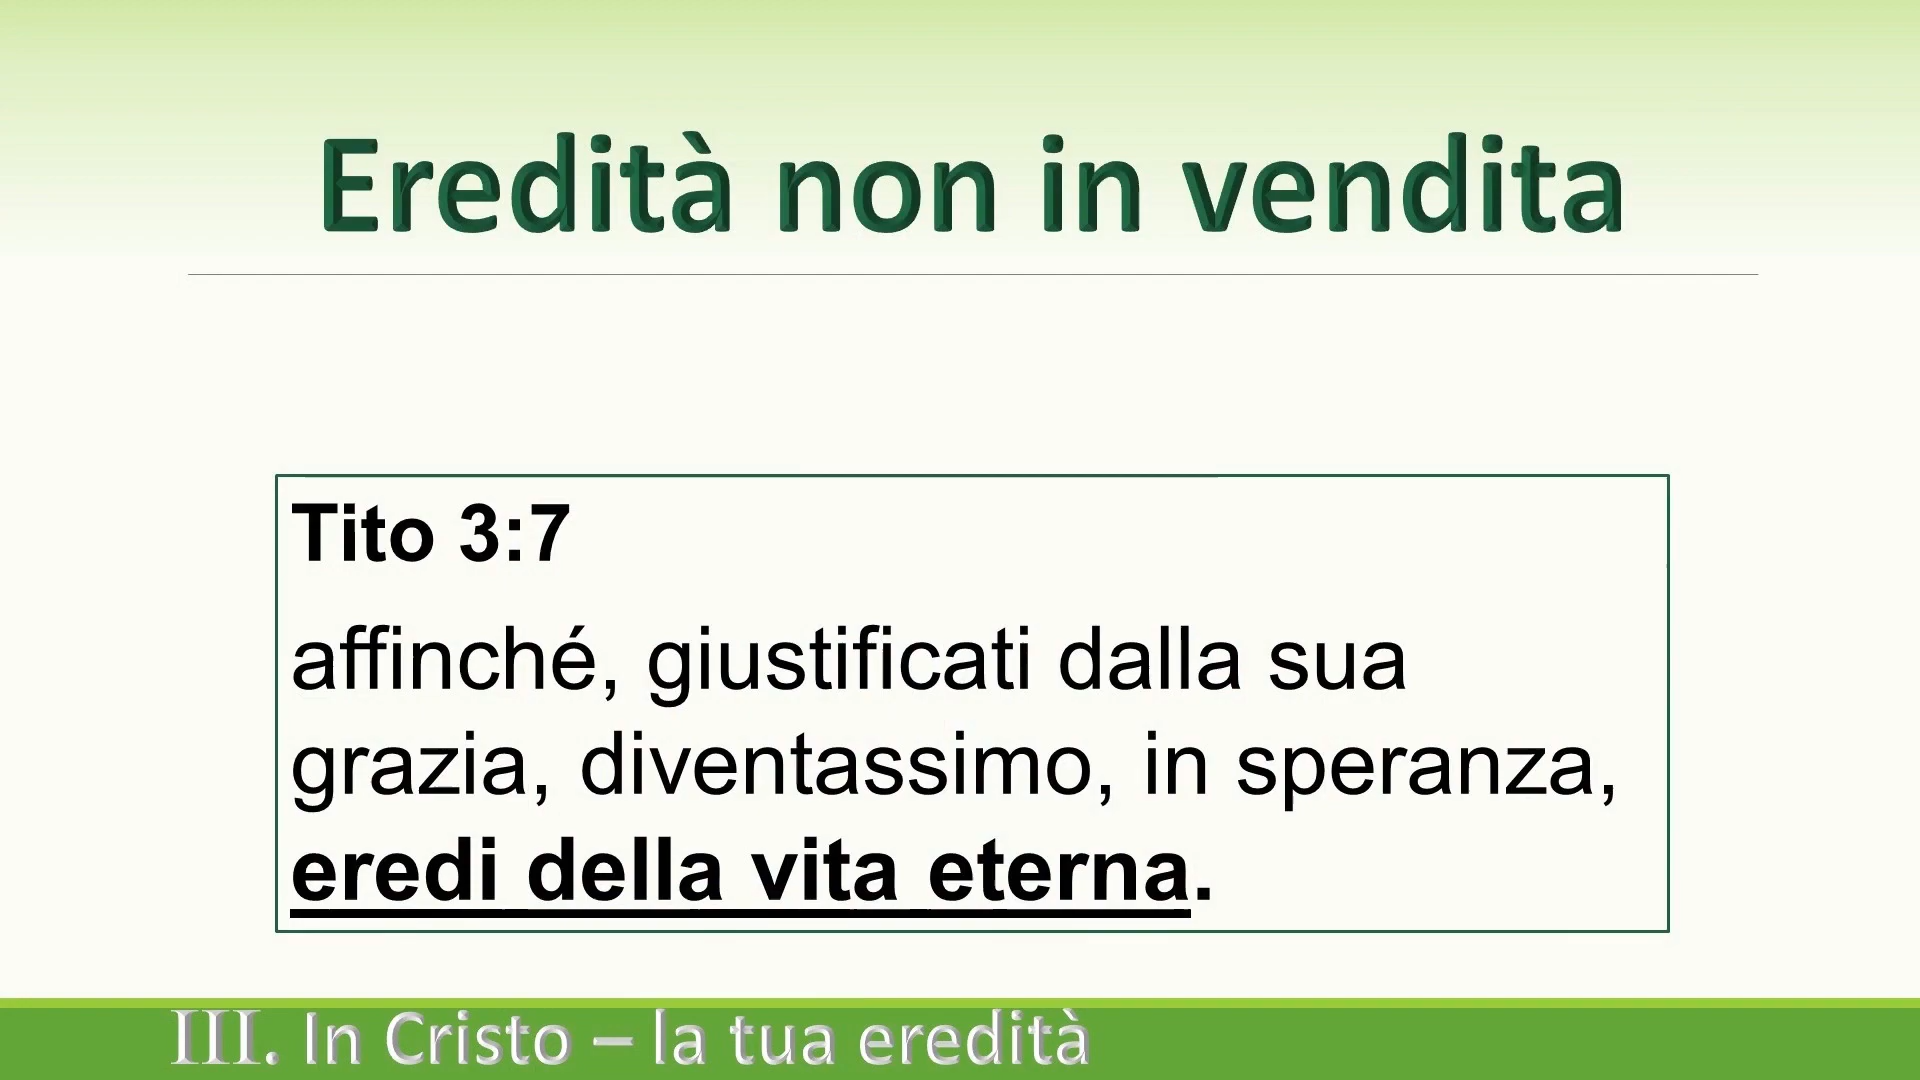 Eredità non in vendita
Tito 3:7
affinché, giustificati dalla sua
grazia, diventassimo, in speranza,
eredi della vita eterna.
III. In Cristo – la tua eredità